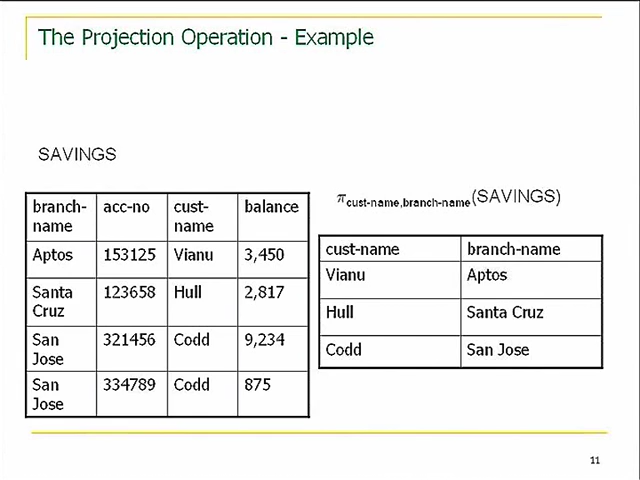 The Projection Operation - Example
SAVINGS
branch-name acc-no cust-name balance
Aptos 153125 Vianu 3,450
Santa Cruz 123658 Hull 2,817
San Jose 321456 Codd 9,234
San Jose 334789 Codd 875
π cust-name,branch-name(SAVINGS)
cust-name branch-name
Vianu Aptos
Hull Santa Cruz
Codd San Jose
11